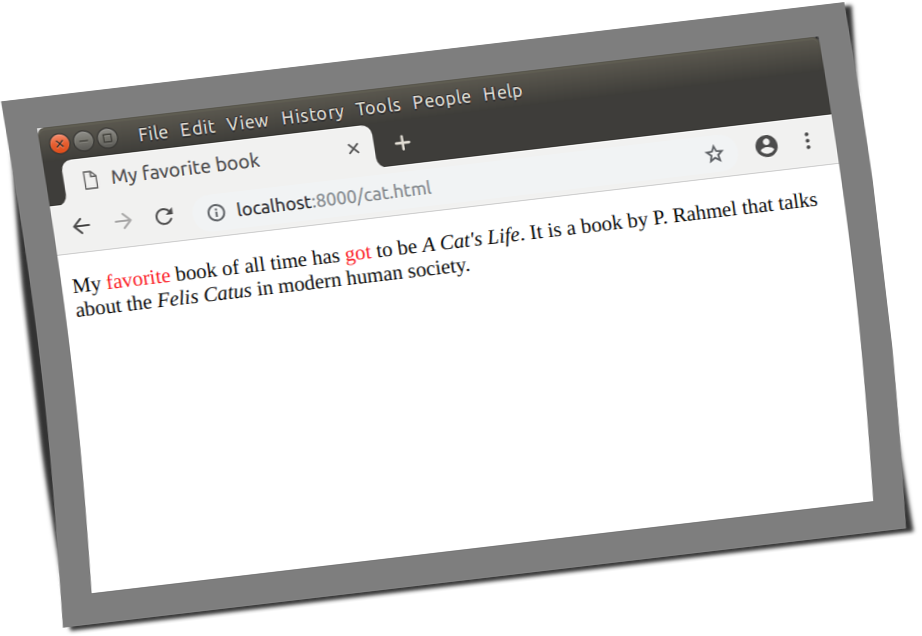 File Edit View History Tools People Help
My favorite book
localhost:8000/cat.html
My favorite book of all time has got to be A Cat's Life. It is a book by P. Rahmel that talks
about the Felis Catus in modern human society.